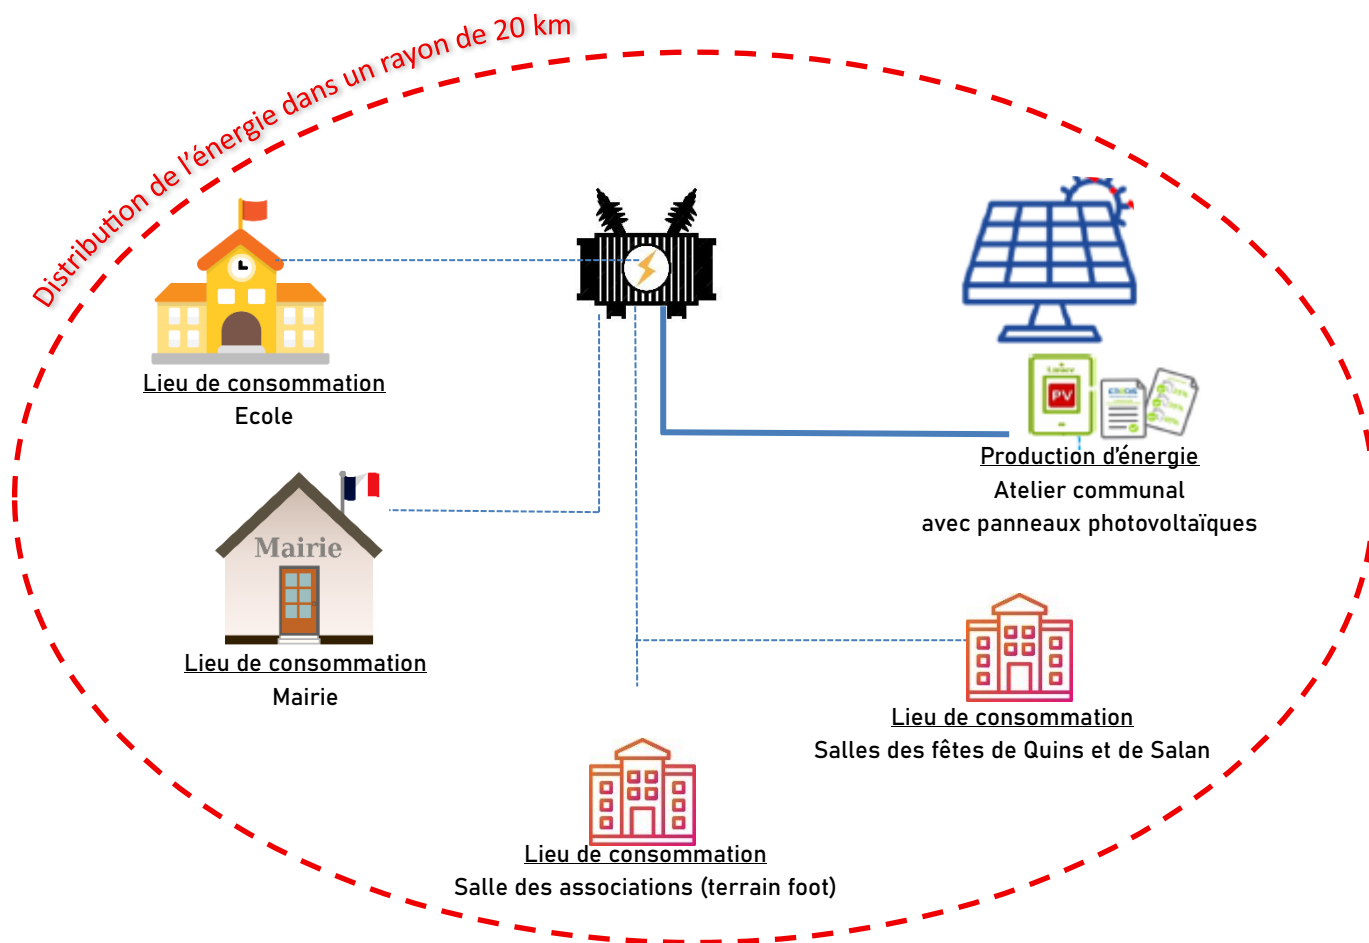 Distribution de l'énergie dans un rayon de 20 km
Lieu de consommation
Ecole
PV
Production d'énergie
Atelier communal
avec panneaux photovoltaïques
Mairie
Lieu de consommation
Mairie
Lieu de consommation
Salles des fêtes de Quins et de Salan
Lieu de consommation
Salle des associations (terrain foot)